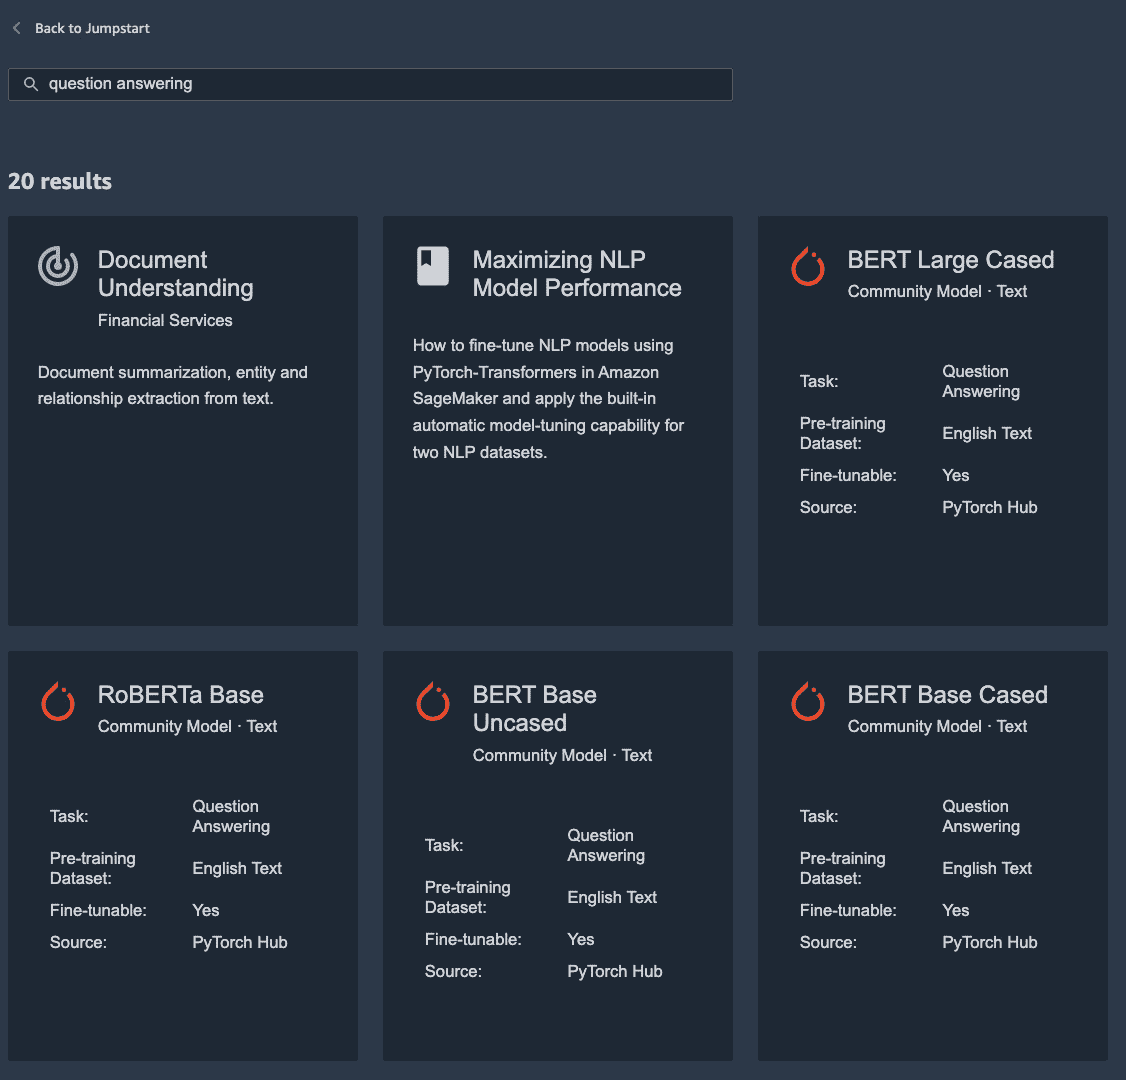 Back to Jumpstart
question answering
20 results
Document
Understanding
Financial Services
Document summarization, entity and
relationship extraction from text.
Maximizing NLP
Model Performance
How to fine-tune NLP models using
PyTorch-Transformers in Amazon
SageMaker and apply the built-in
automatic model-tuning capability for
two NLP datasets.
BERT Large Cased
Community Model · Text
Task:
Question
Answering
Pre-training
Dataset:
English Text
Fine-tunable:
Yes
Source:
PyTorch Hub
RoBERTa Base
Community Model · Text
Task:
Question
Answering
Pre-training
Dataset:
English Text
Fine-tunable:
Yes
Source:
PyTorch Hub
BERT Base
Uncased
Community Model · Text
Task:
Question
Answering
Pre-training
Dataset:
English Text
Fine-tunable:
Yes
Source:
PyTorch Hub
BERT Base Cased
Community Model · Text
Task:
Question
Answering
Pre-training
Dataset:
English Text
Fine-tunable:
Yes
Source:
PyTorch Hub